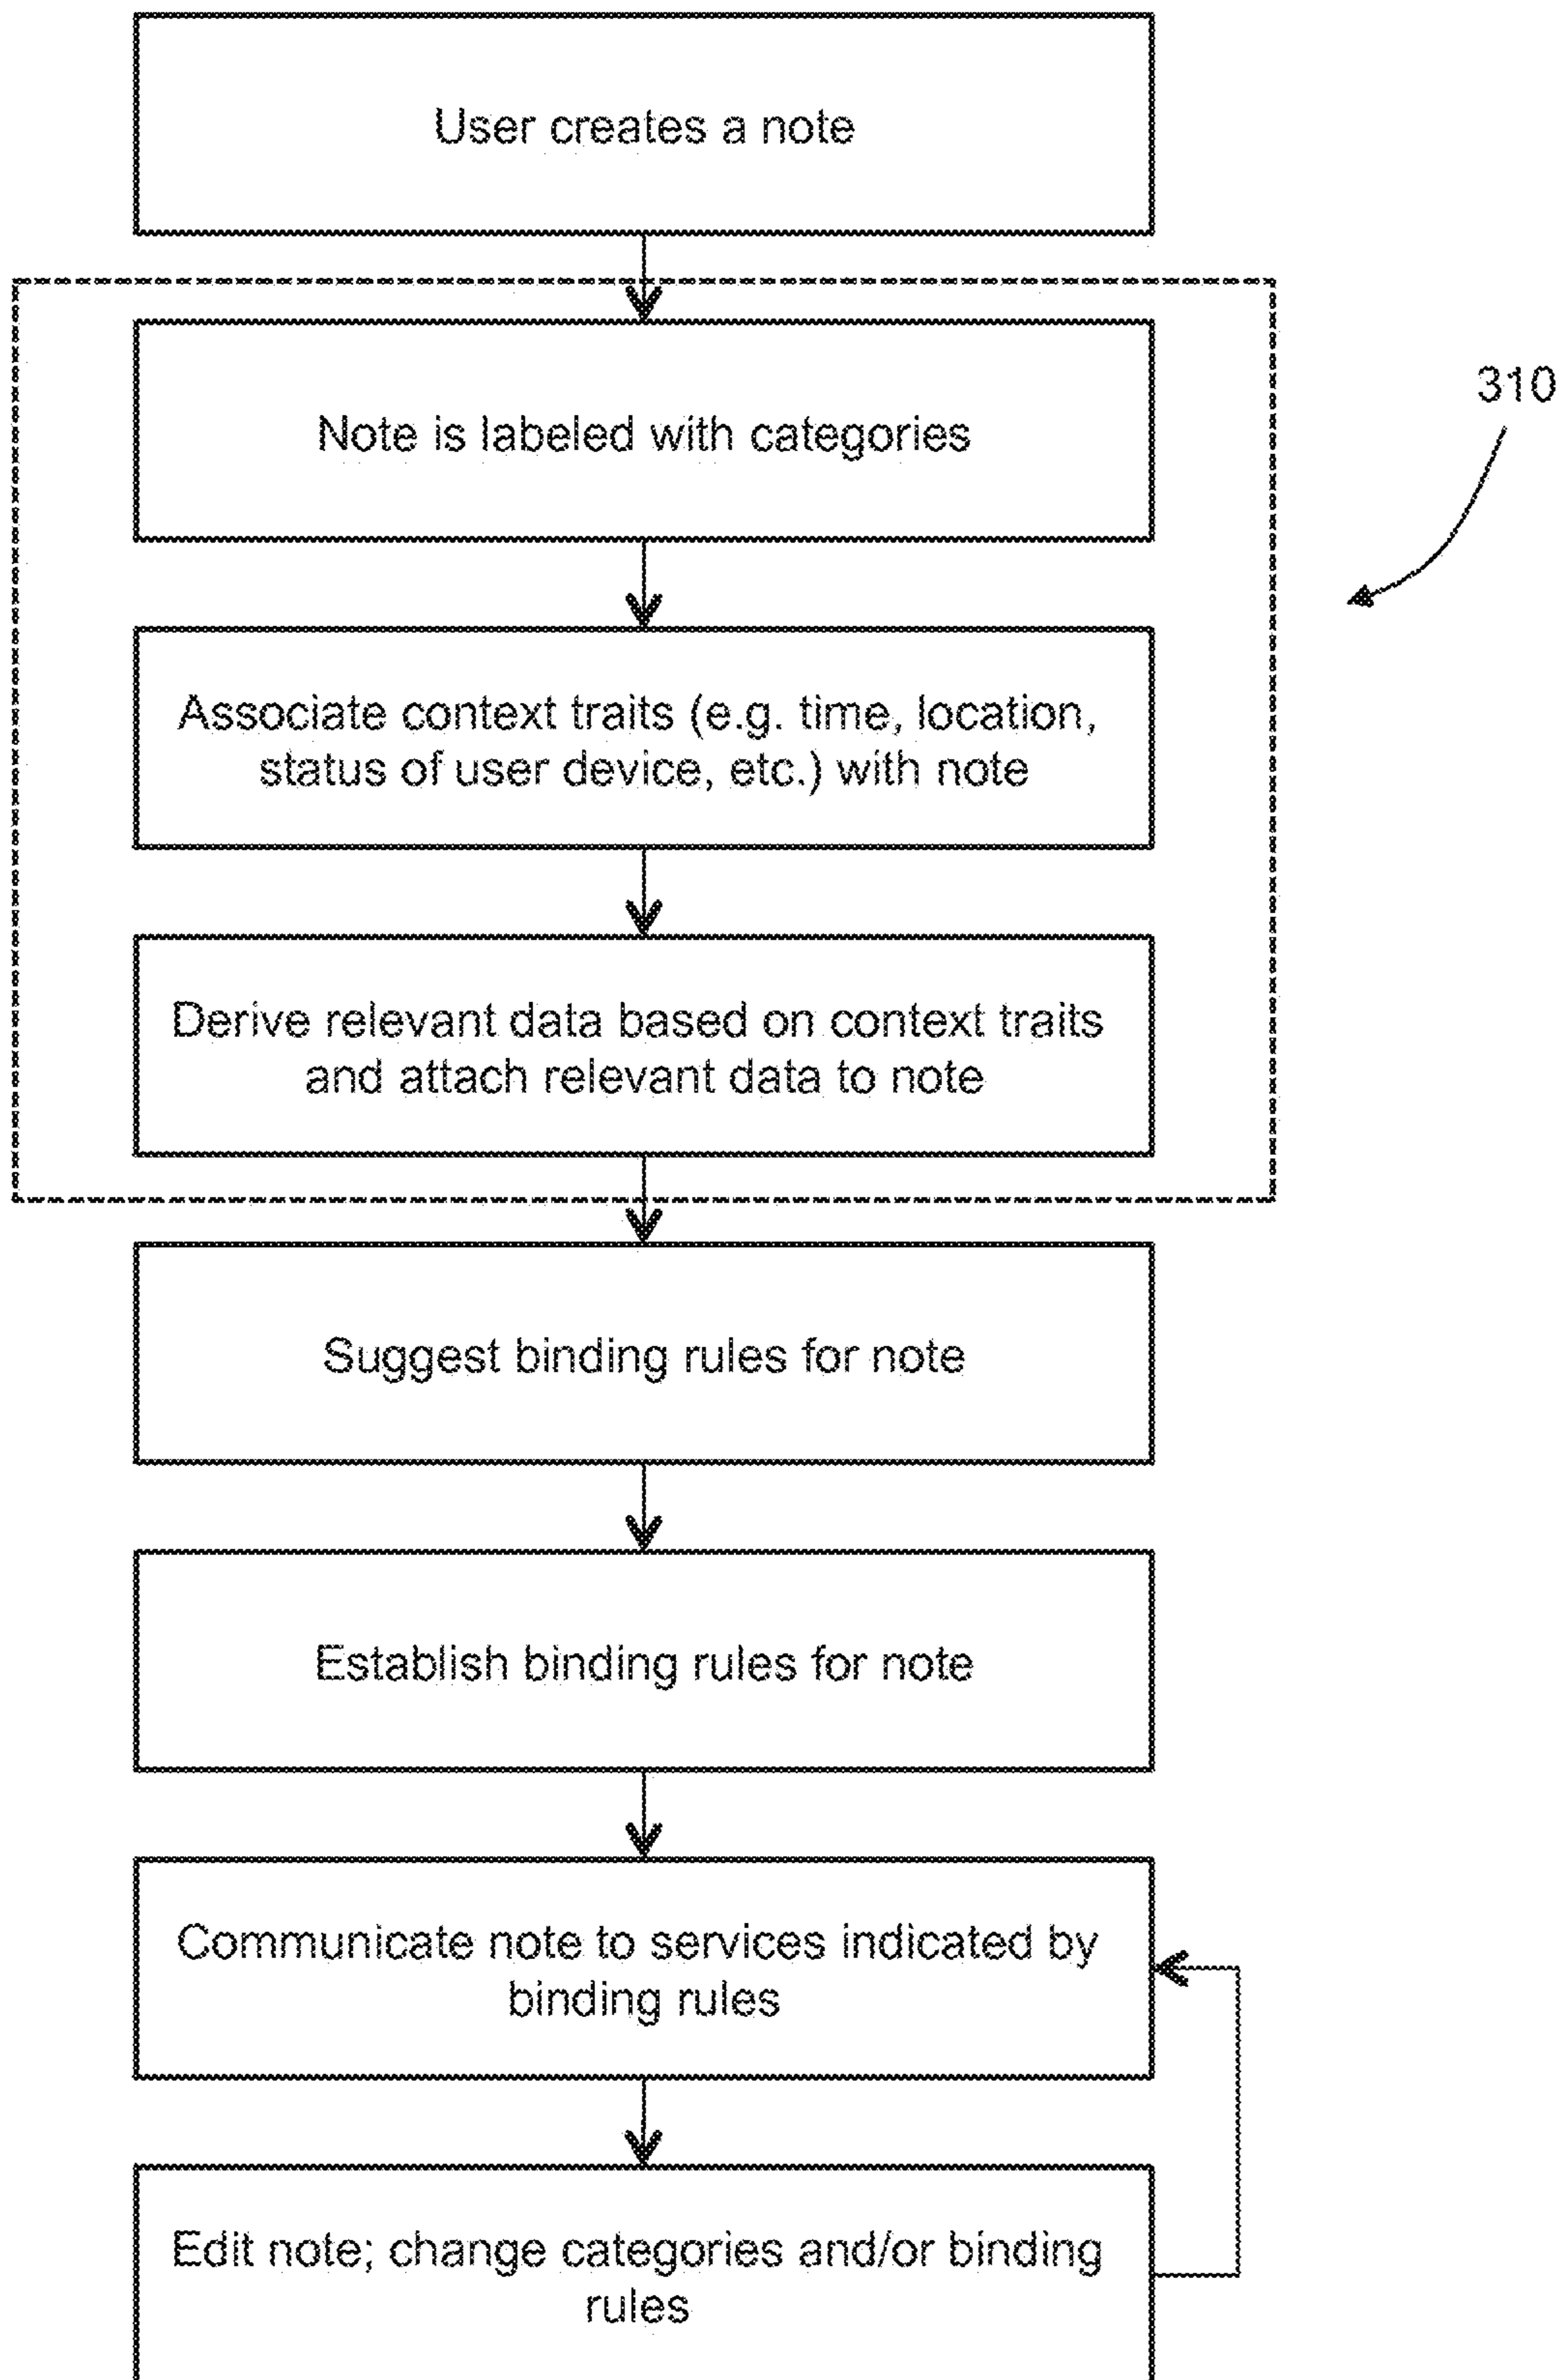 User creates a note
Note is labeled with categories
310
Associate context traits (e.g. time, location,
status of user device, etc.) with note
Derive relevant data based on context traits
and attach relevant data to note
Suggest binding rules for note
Establish binding rules for note
Communicate note to services indicated by
binding rules
Edit note; change categories and/or binding
rules